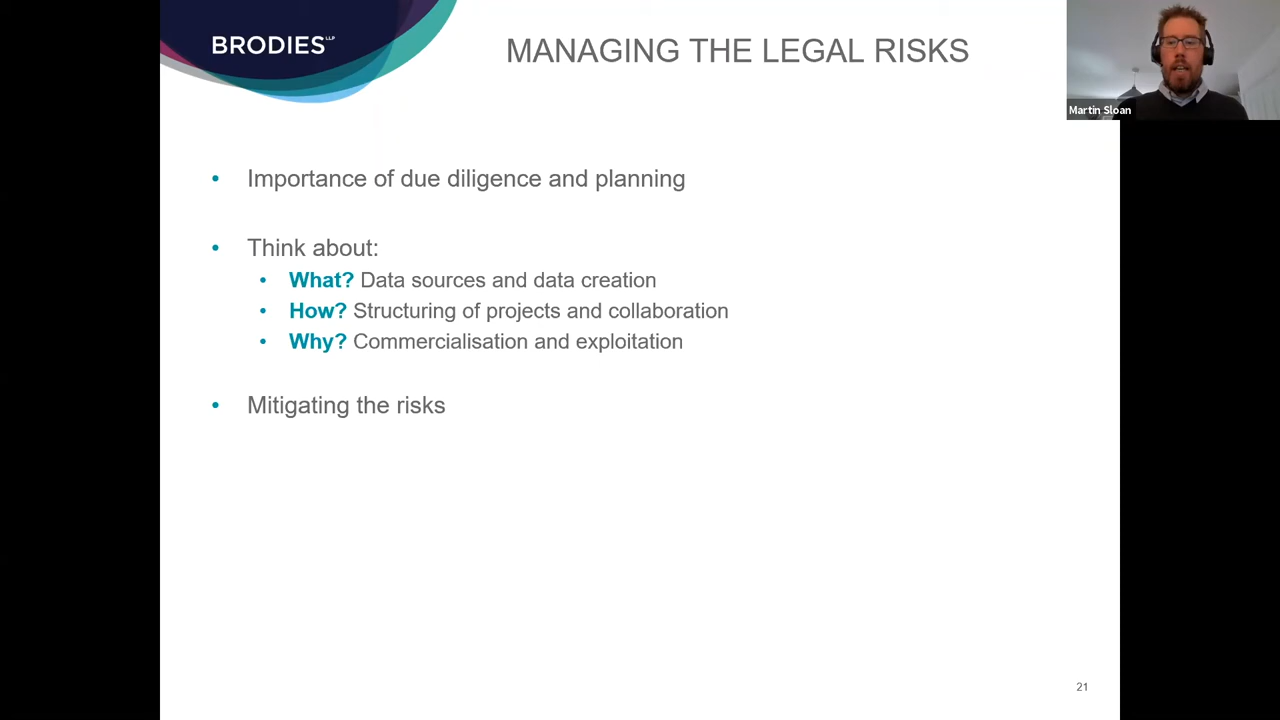 BRODIES LLP
MANAGING THE LEGAL RISKS
Martin Sloan
• Importance of due diligence and planning
• Think about:
• What? Data sources and data creation
• How? Structuring of projects and collaboration
• Why? Commercialisation and exploitation
• Mitigating the risks
21